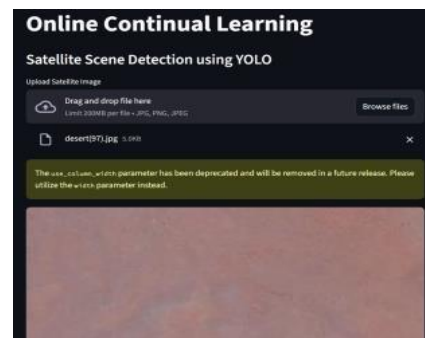 Online Continual Learning
Satellite Scene Detection using YOLO
Upload Satellite Image
Drag and drop file here
Limit 200MB per file • JPG, PNG, JPEG
Browse files
desert(97).jpg 5.0KB
The use_column_width parameter has been deprecated and will be removed in a future release. Please
utilize the width parameter instead.